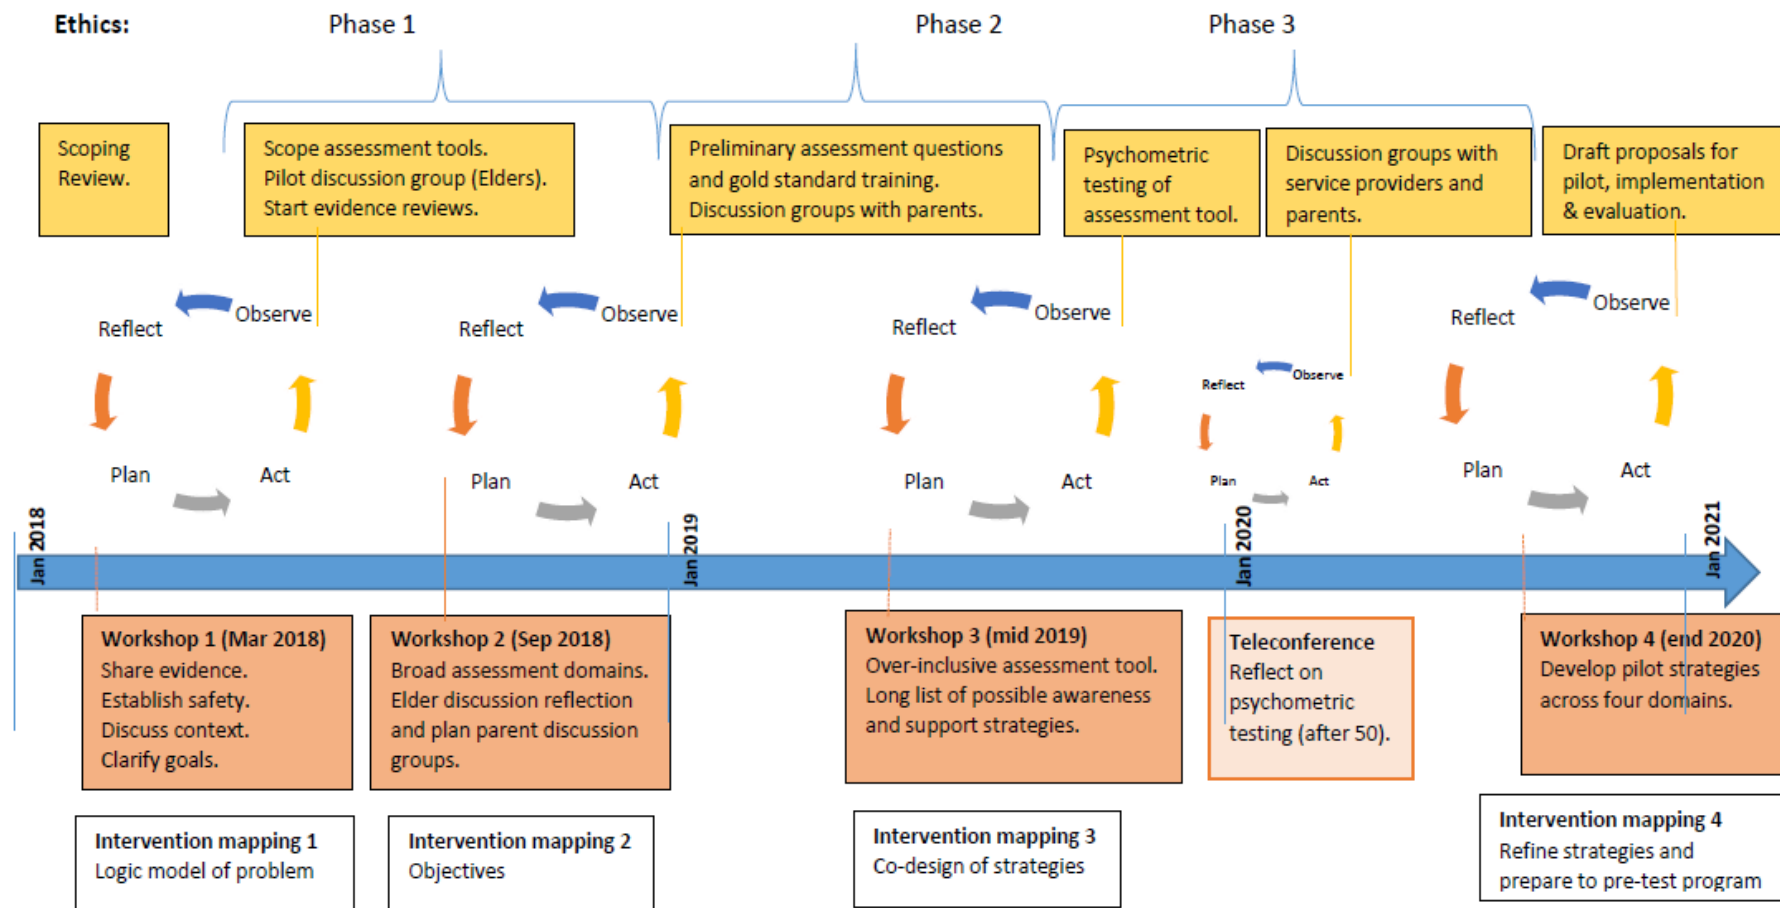 Ethics:
Phase 1
Phase 2
Phase 3
Scoping
Review.
Scope assessment tools.
Pilot discussion group (Elders).
Start evidence reviews.
Preliminary assessment questions
and gold standard training.
Discussion groups with parents.
Psychometric
testing of
assessment tool.
Discussion groups with
service providers and
parents.
Draft proposals for
pilot, implementation
& evaluation.
Observe
Reflect
Plan
Act
Observe
Reflect
Plan
Act
Observe
Reflect
Plan
Act
Observe
Reflect
Plan
Act
Observe
Reflect
Plan
Act
Jan 2018
Jan 2019
Jan 2020
Jan 2021
Workshop 1 (Mar 2018)
Share evidence.
Establish safety.
Discuss context.
Clarify goals.
Workshop 2 (Sep 2018)
Broad assessment domains.
Elder discussion reflection
and plan parent discussion
groups.
Workshop 3 (mid 2019)
Over-inclusive assessment tool.
Long list of possible awareness
and support strategies.
Teleconference
Reflect on
psychometric
testing (after 50).
Workshop 4 (end 2020)
Develop pilot strategies
across four domains.
Intervention mapping 1
Logic model of problem
Intervention mapping 2
Objectives
Intervention mapping 3
Co-design of strategies
Intervention mapping 4
Refine strategies and
prepare to pre-test program